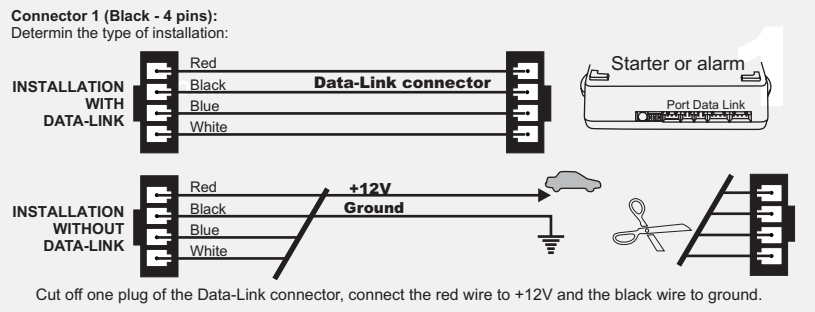 Connector 1 (Black - 4 pins):
Determin the type of installation:
1
INSTALLATION
WITH
DATA-LINK
Red
Black
Blue
White
Data-Link connector
Starter or alarm
Port Data Link
INSTALLATION
WITHOUT
DATA-LINK
Red
Black
Blue
White
+12V
Ground
Cut off one plug of the Data-Link connector, connect the red wire to +12V and the black wire to ground.